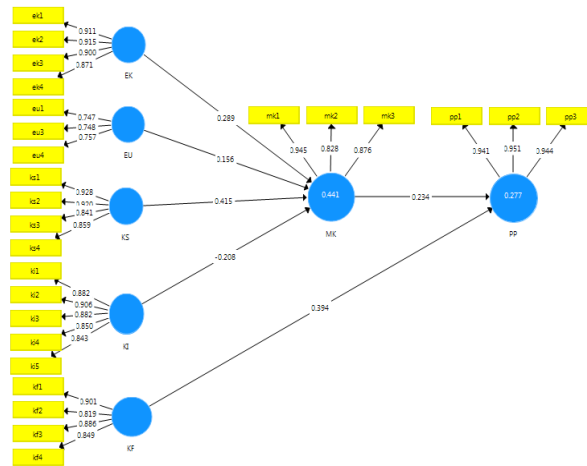 ek1
0.911
ek2
0.915
ek3
0.900
ek4
0.871
EK
eu1
0.747
eu3
0.748
eu4
0.757
EU
ks1
0.928
ks2
0.920
ks3
0.841
ks4
0.859
KS
ki1
0.882
ki2
0.906
ki3
0.882
ki4
0.850
ki5
0.843
KI
kf1
0.901
kf2
0.819
kf3
0.886
kf4
0.849
KF
0.289
0.156
0.415
-0.208
0.394
mk1
mk2
mk3
0.945
0.828
0.876
0.441
MK
0.234
pp1
pp2
pp3
0.941
0.951
0.944
0.277
PP